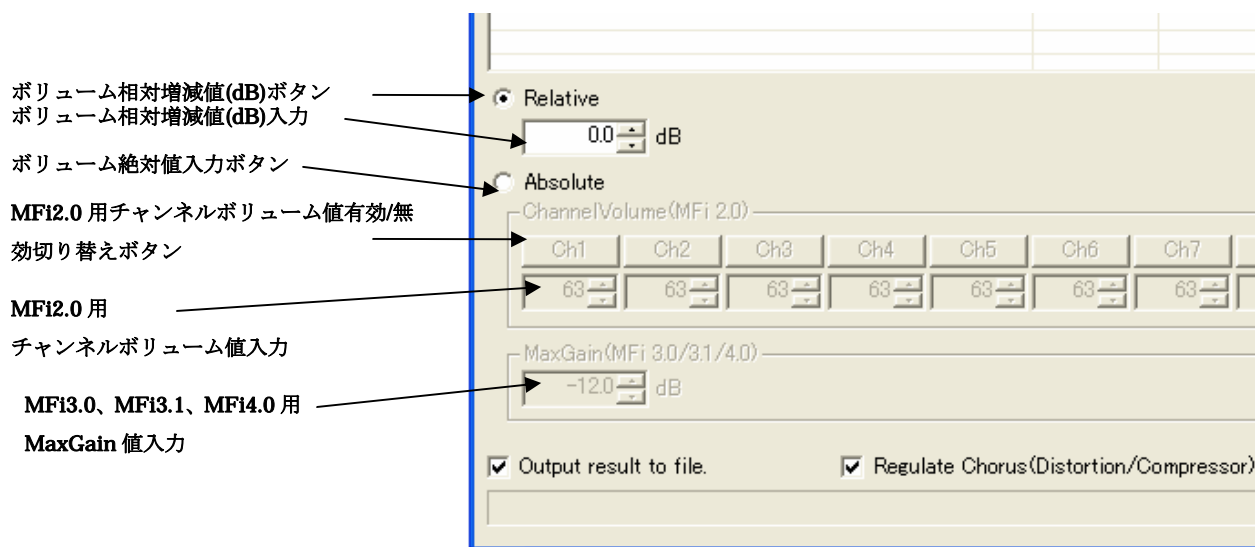 ボリューム相対増減値(dB)ボタン
ボリューム相対増減値(dB)入力
ボリューム絶対値入力ボタン
MFi2.0 用チャンネルボリューム値有効/無
効切り替えボタン
MFi2.0 用
チャンネルボリューム値入力
MFi3.0、MFi3.1、MFi4.0 用
MaxGain 値入力
Relative
0.0 dB
Absolute
ChannelVolume(MFi 2.0)
Ch1 Ch2 Ch3 Ch4 Ch5 Ch6 Ch7
63 63 63 63 63 63 63
MaxGain(MFi 3.0/3.1/4.0)
-12.0 dB
Output result to file. Regulate Chorus(Distortion/Compressor)